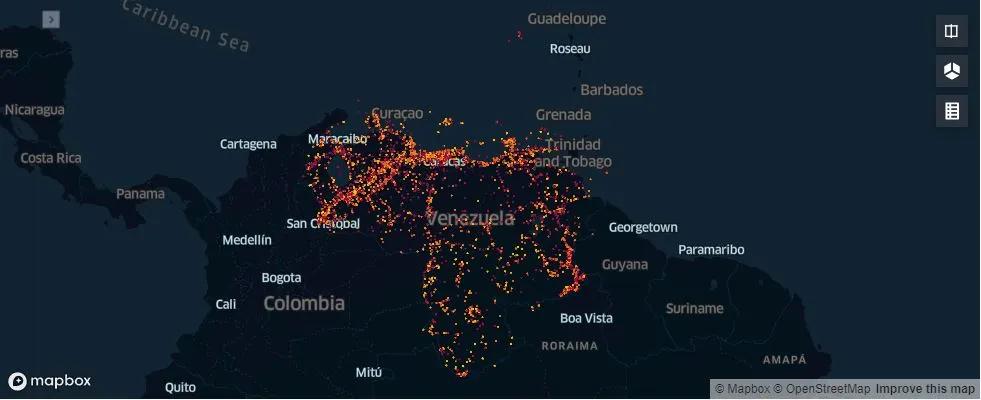 Caribbean Sea
Guadeloupe
Roseau
ras
Barbados
Nicaragua
Curaçao
Grenada
Maracaibo
Cartagena
Trinidad
and Tobago
Caracas
Costa Rica
Panama
San Cristóbal
Venezuela
Georgetown
Medellín
Paramaribo
Guyana
Bogota
Colombia
Cali
Suriname
Boa Vista
RORAIMA
AMAPÁ
Mitú
mapbox
Quito
© Mapbox © OpenStreetMap Improve this map